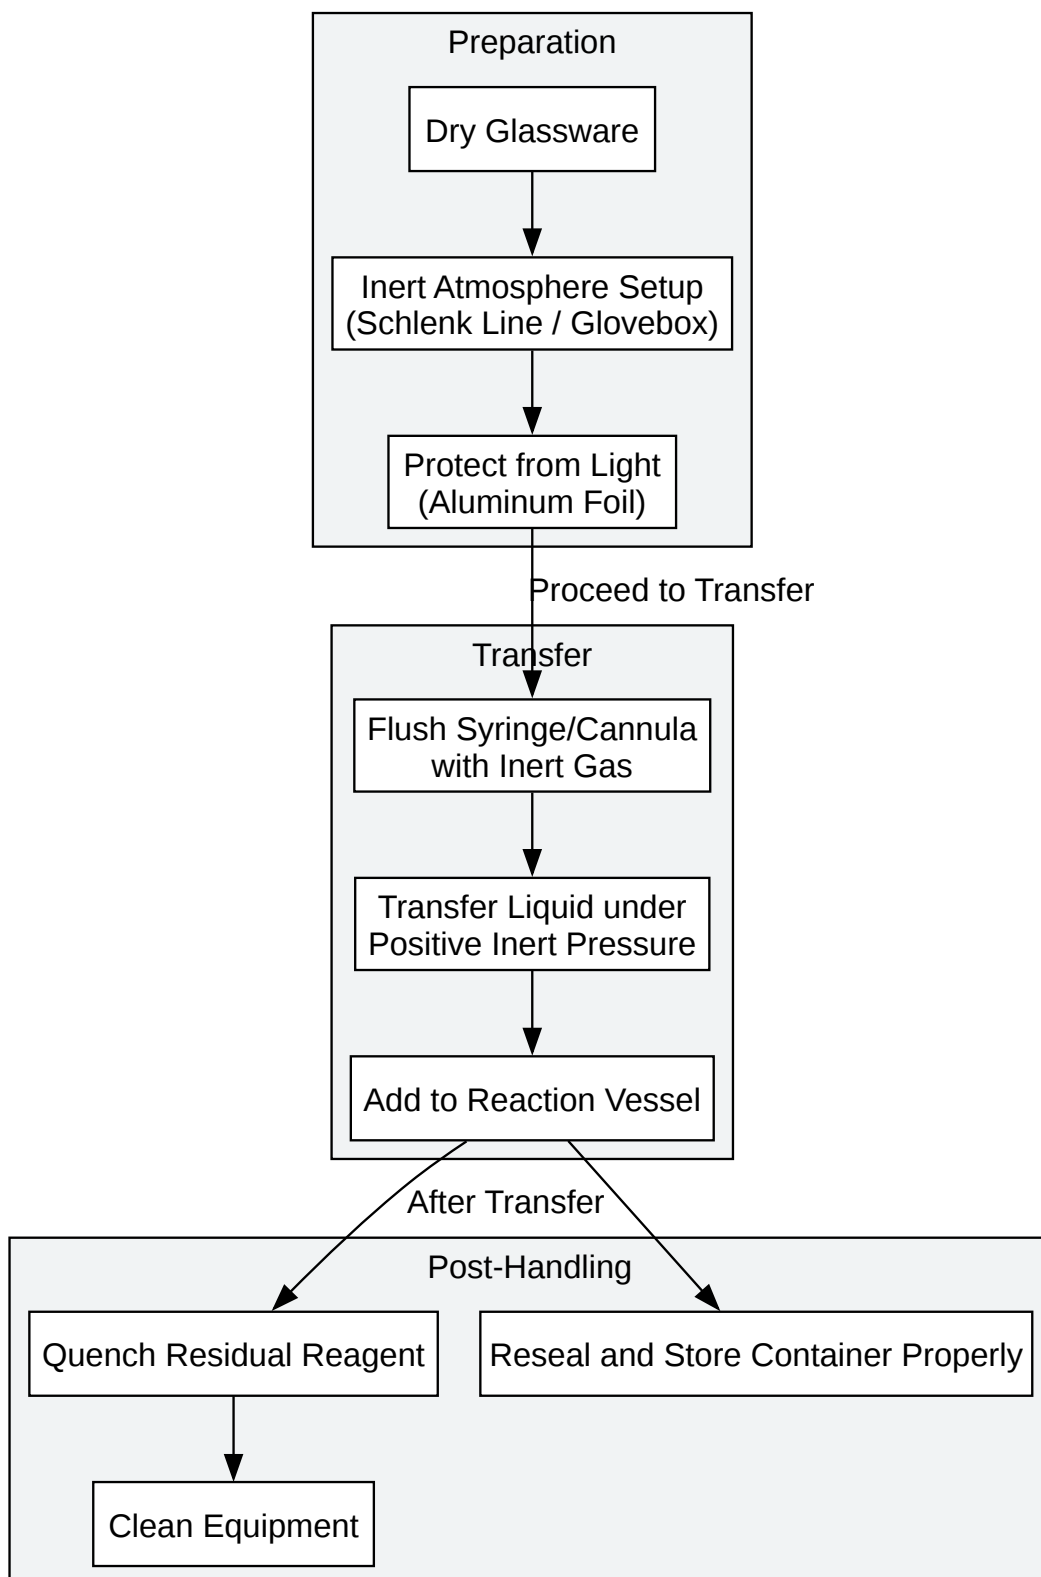 Preparation
Dry Glassware
Inert Atmosphere Setup
(Schlenk Line / Glovebox)
Protect from Light
(Aluminum Foil)
Proceed to Transfer
Transfer
Flush Syringe/Cannula
with Inert Gas
Transfer Liquid under
Positive Inert Pressure
Add to Reaction Vessel
After Transfer
Post-Handling
Quench Residual Reagent
Reseal and Store Container Properly
Clean Equipment